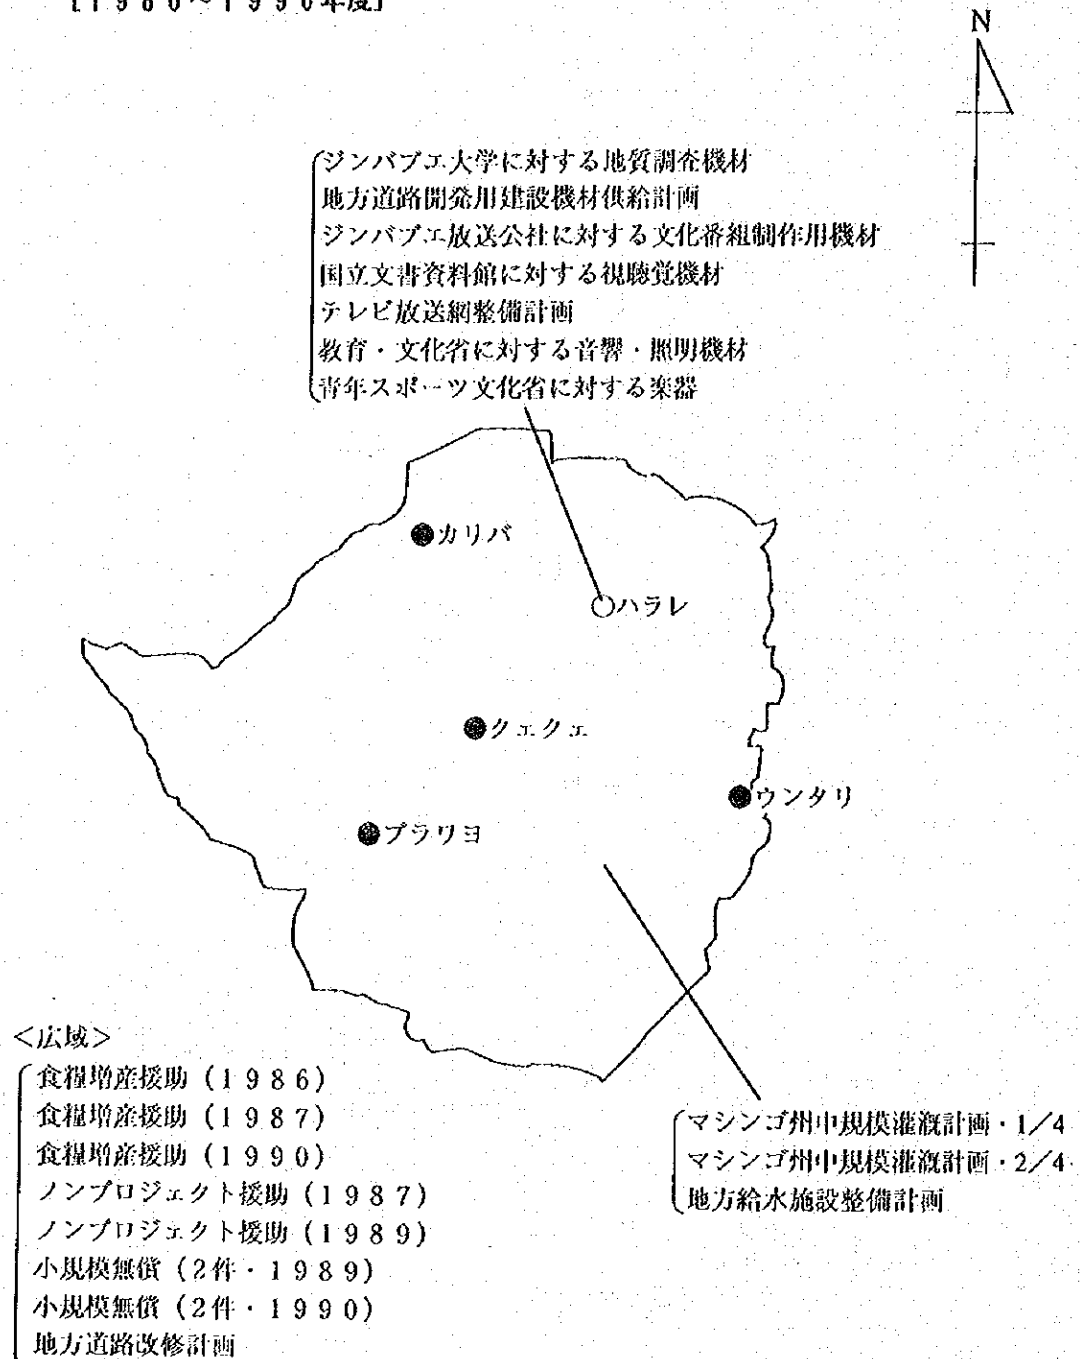 [1980～1990年度]
N
ジンバブエ大学に対する地質調査機材
地方道路開発用建設機材供給計画
ジンバブエ放送公社に対する文化番組制作用機材
国立文書資料館に対する視聴覚機材
テレビ放送網整備計画
教育・文化省に対する音響・照明機材
青年スポーツ文化省に対する楽器
カリバ
ハラレ
クェクェ
ウンタリ
ブラワヨ
＜広域＞
食糧増産援助（1986）
食糧増産援助（1987）
食糧増産援助（1990）
ノンプロジェクト援助（1987）
ノンプロジェクト援助（1989）
小規模無償（2件・1989）
小規模無償（2件・1990）
地方道路改修計画
マシンゴ州中規模灌漑計画・1／4
マシンゴ州中規模灌漑計画・2／4
地方給水施設整備計画